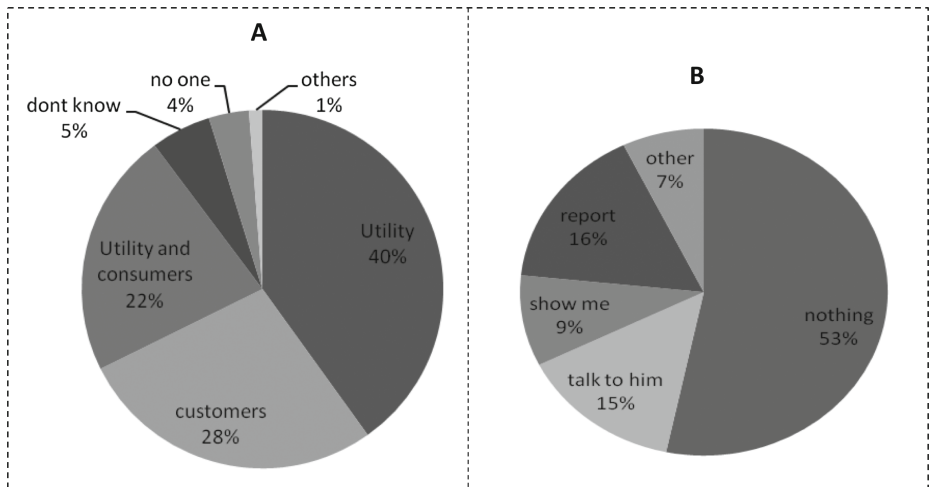 A
no one
4%
others
1%
dont know
5%
Utility
40%
Utility and
consumers
22%
customers
28%
B
other
7%
report
16%
nothing
53%
show me
9%
talk to him
15%